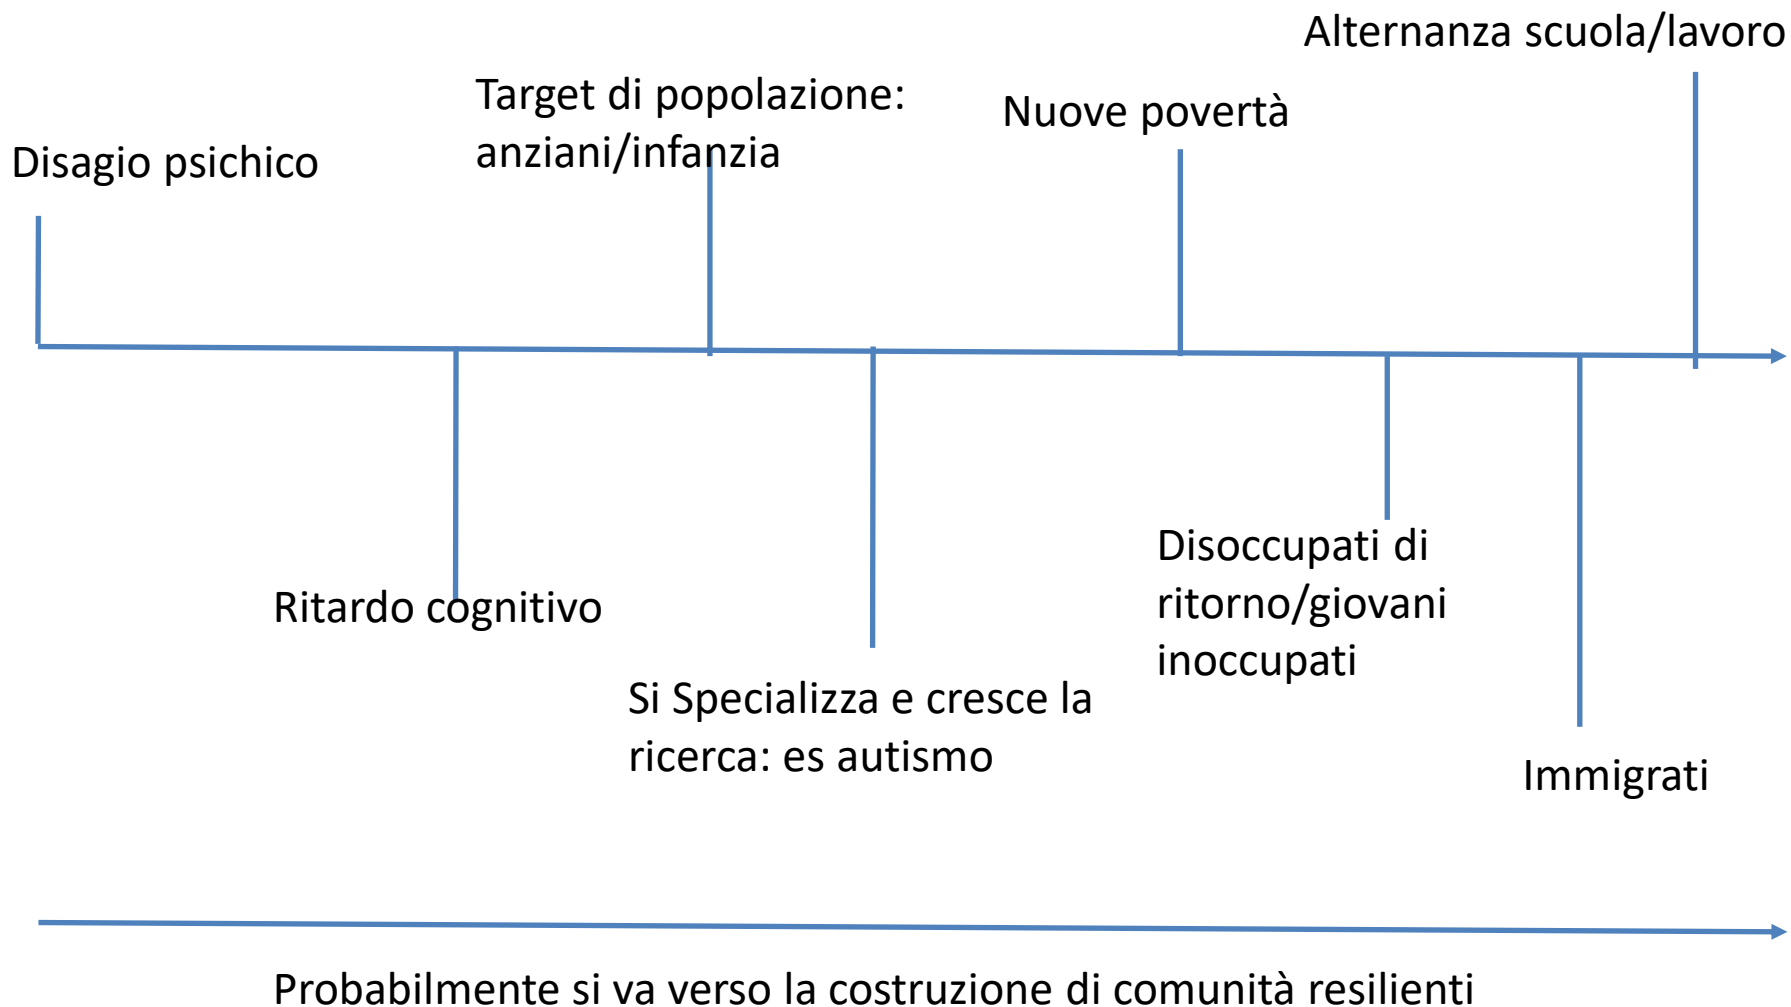 Alternanza scuola/lavoro
Target di popolazione:
anziani/infanzia
Nuove povertà
Disagio psichico
Ritardo cognitivo
Si Specializza e cresce la
ricerca: es autismo
Disoccupati di
ritorno/giovani
inoccupati
Immigrati
Probabilmente si va verso la costruzione di comunità resilienti